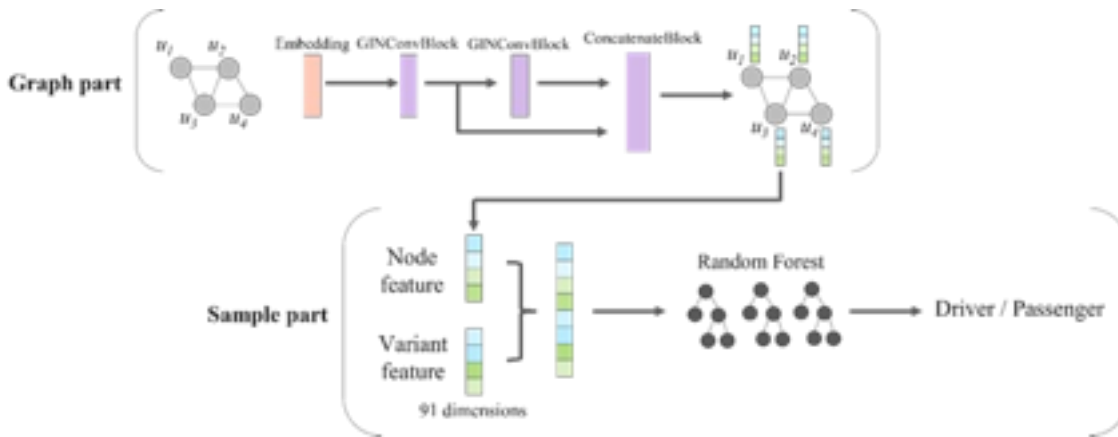 Graph part
u1 u2
u3 u4
Embedding
GINConvBlock
GINConvBlock
ConcatenateBlock
u1 u2
u3 u4
Sample part
Node
feature
Variant
feature
91 dimensions
Random Forest
Driver / Passenger